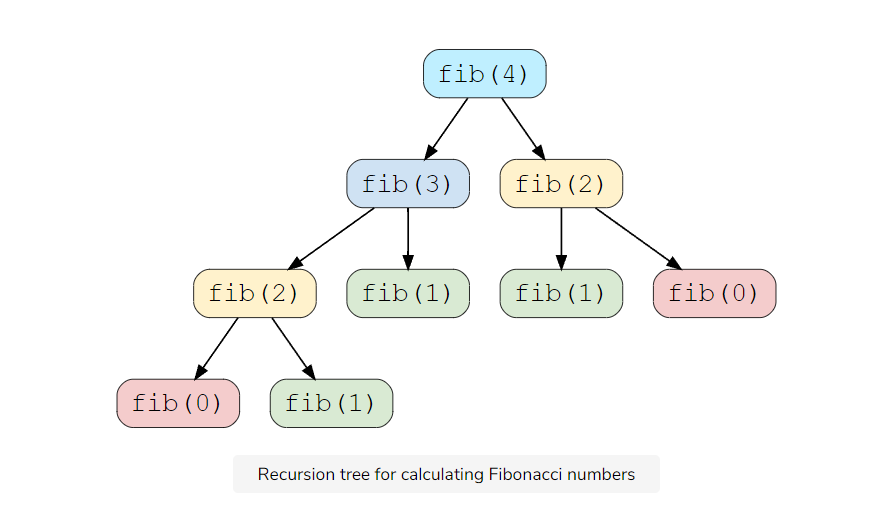 fib(4)
fib(3)
fib(2)
fib(2)
fib(1)
fib(1)
fib(0)
fib(0)
fib(1)
Recursion tree for calculating Fibonacci numbers